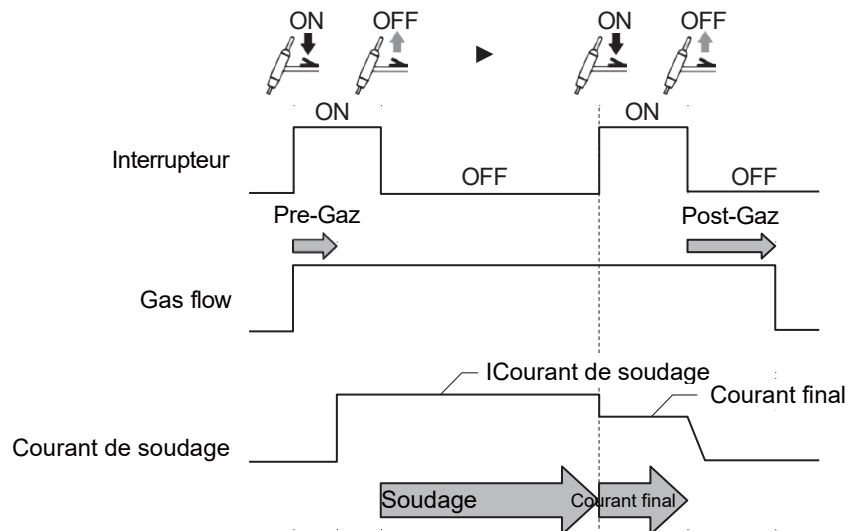 ON OFF ON OFF
ON ON
Interrupteur
OFF OFF
Pre-Gaz Post-Gaz
Gas flow
ICourant de soudage
Courant final
Courant de soudage
Soudage Courant final